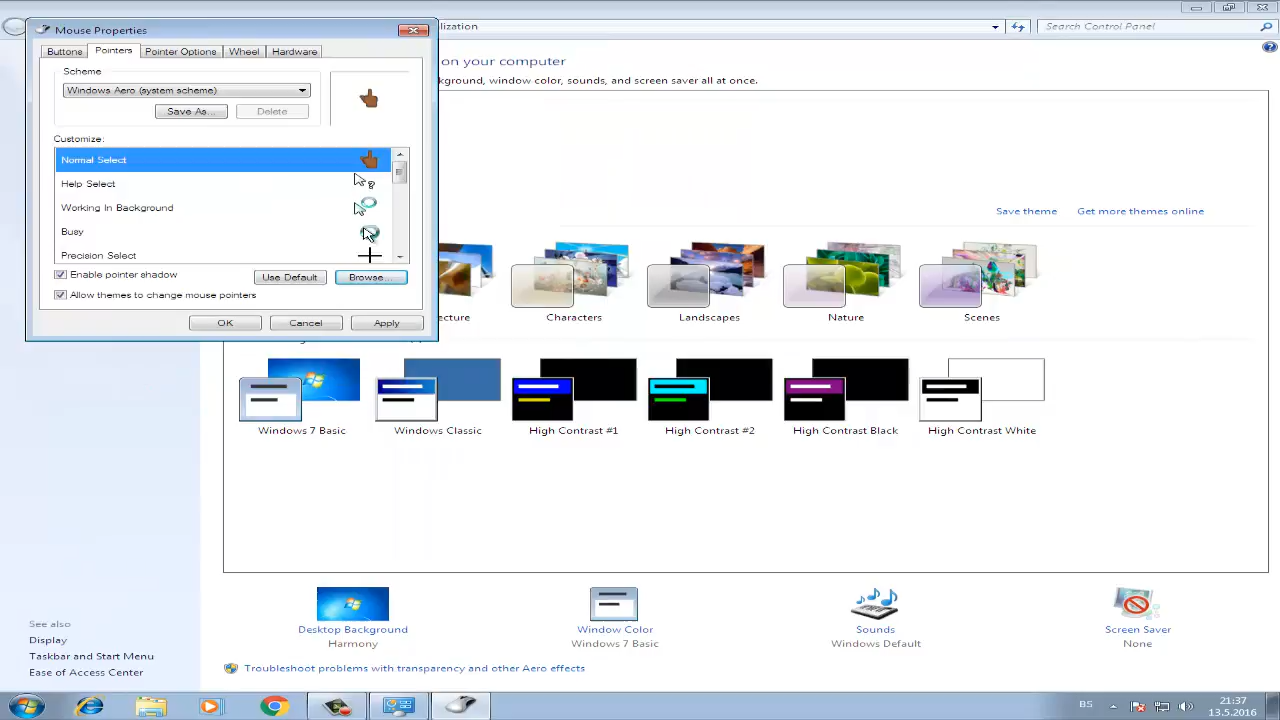 Mouse Properties
lization
Search Control Panel
Buttons
Pointers
Pointer Options
Wheel
Hardware
on your computer
kground, window color, sounds, and screen saver all at once.
Scheme
Windows Aero (system scheme)
Save As...
Delete
Customize:
Normal Select
Help Select
Working In Background
Busy
Precision Select
Enable pointer shadow
Use Default
Browse...
Allow themes to change mouse pointers
OK
Cancel
Apply
Save theme
Get more themes online
ecture
Characters
Landscapes
Nature
Scenes
Windows 7 Basic
Windows Classic
High Contrast #1
High Contrast #2
High Contrast Black
High Contrast White
See also
Display
Taskbar and Start Menu
Ease of Access Center
Desktop Background
Harmony
Window Color
Windows 7 Basic
Sounds
Windows Default
Screen Saver
None
Troubleshoot problems with transparency and other Aero effects
BS
21:37
13.5.2016